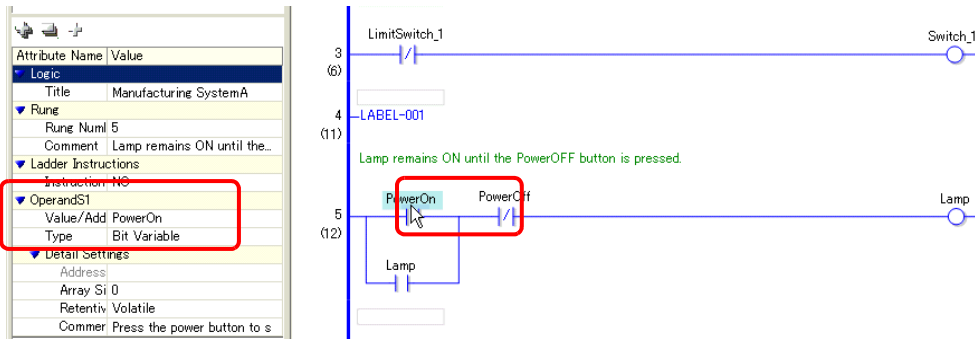 Attribute Name Value
Logic
Title Manufacturing SystemA
Rung
Rung Numl 5
Comment Lamp remains ON until the...
Ladder Instructions
Instruction NO
OperandS1
Value/Add PowerOn
Type Bit Variable
Detail Settings
Address
Array Si 0
Retentiv Volatile
Commer Press the power button to s
LimitSwitch_1 Switch_1
3
(6)
4 LABEL-001
(11)
Lamp remains ON until the PowerOFF button is pressed.
PowerOn PowerOff Lamp
5
(12)
Lamp